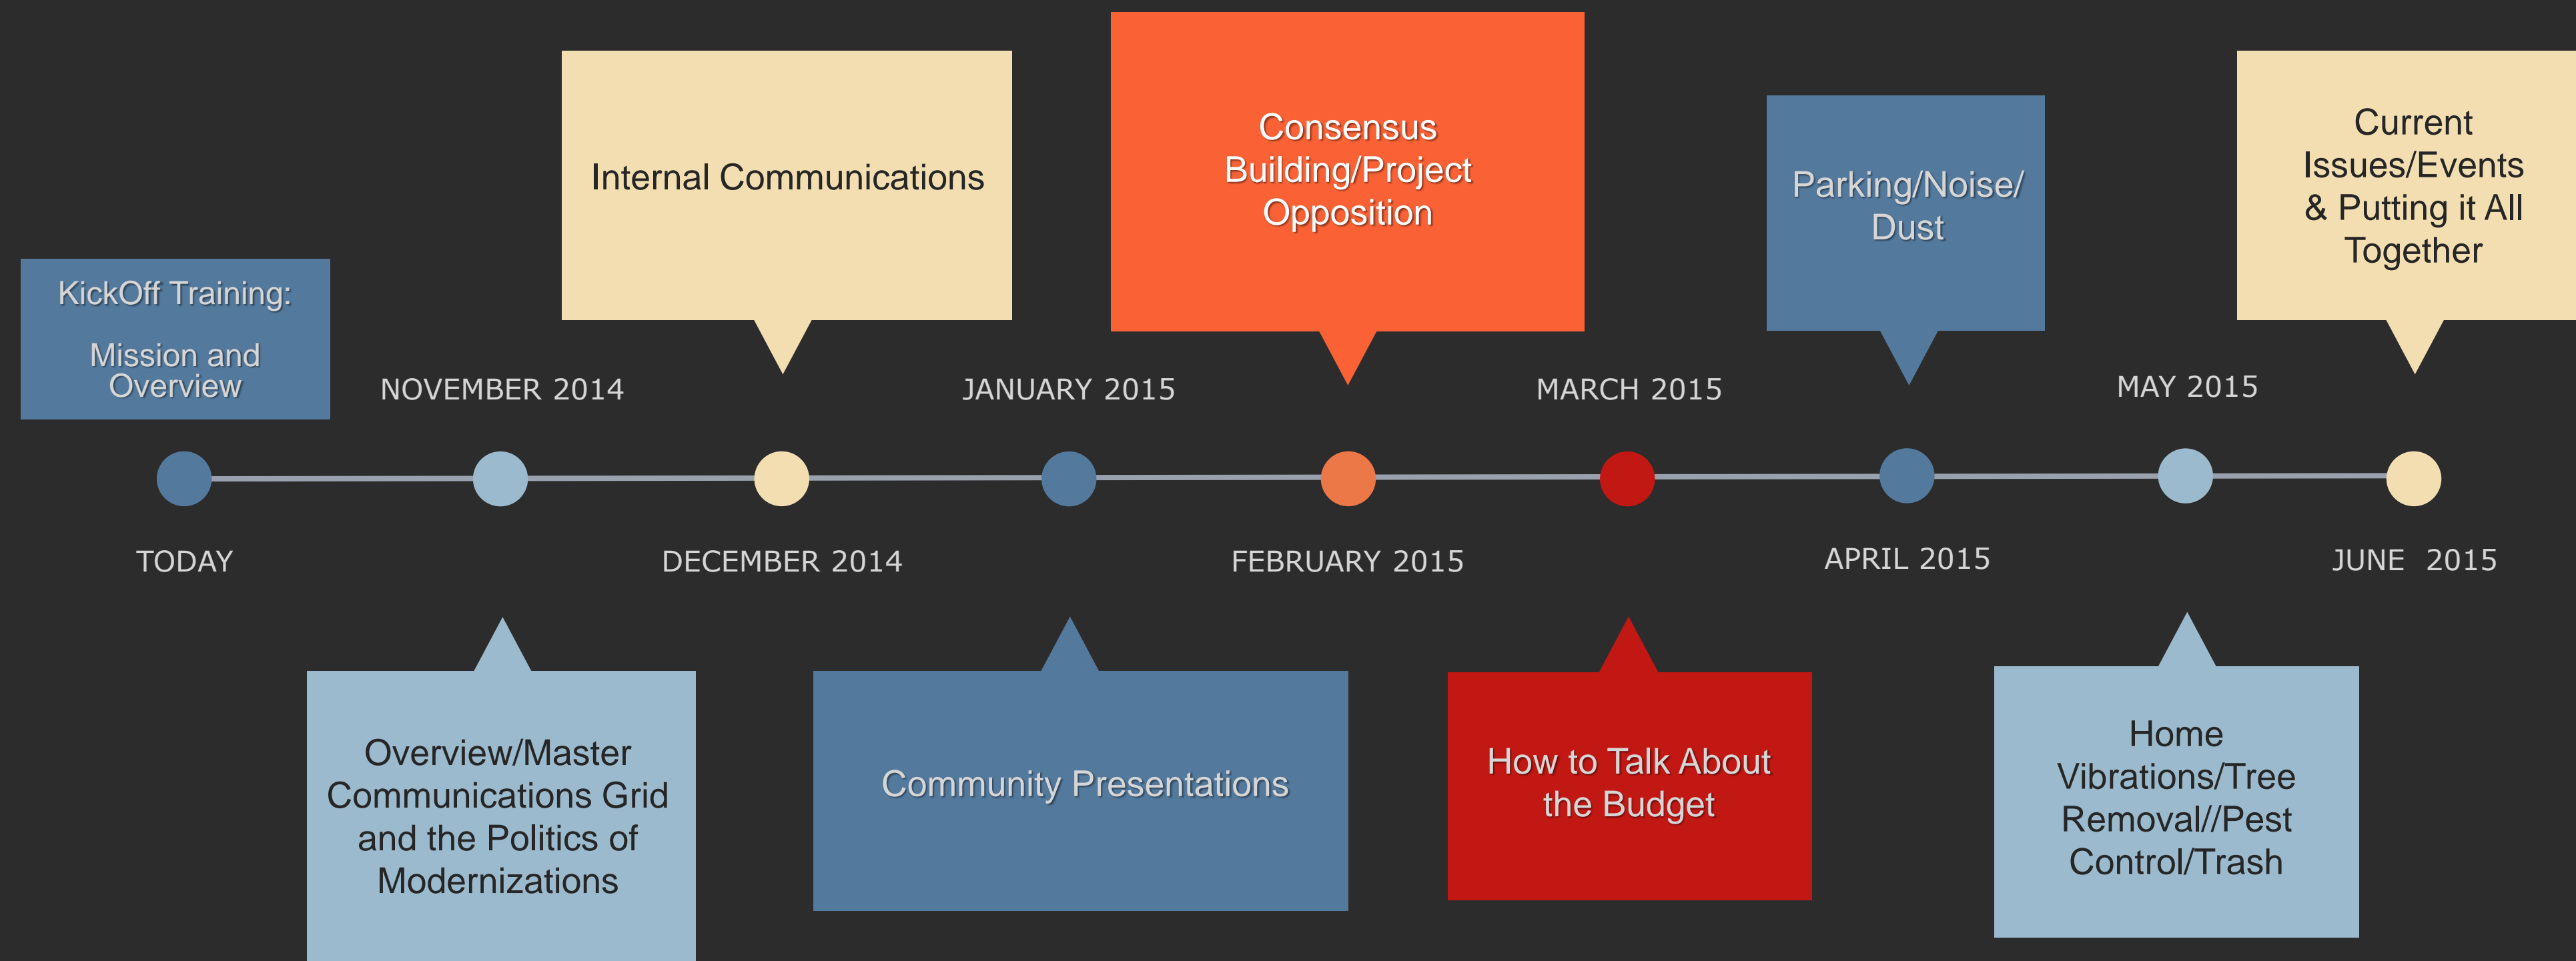 KickOff Training:
Mission and
Overview
TODAY
NOVEMBER 2014
Overview/Master
Communications Grid
and the Politics of
Modernizations
Internal Communications
DECEMBER 2014
JANUARY 2015
Community Presentations
Consensus
Building/Project
Opposition
FEBRUARY 2015
MARCH 2015
How to Talk About
the Budget
Parking/Noise/
Dust
APRIL 2015
MAY 2015
Home
Vibrations/Tree
Removal//Pest
Control/Trash
Current
Issues/Events
& Putting it All
Together
JUNE  2015